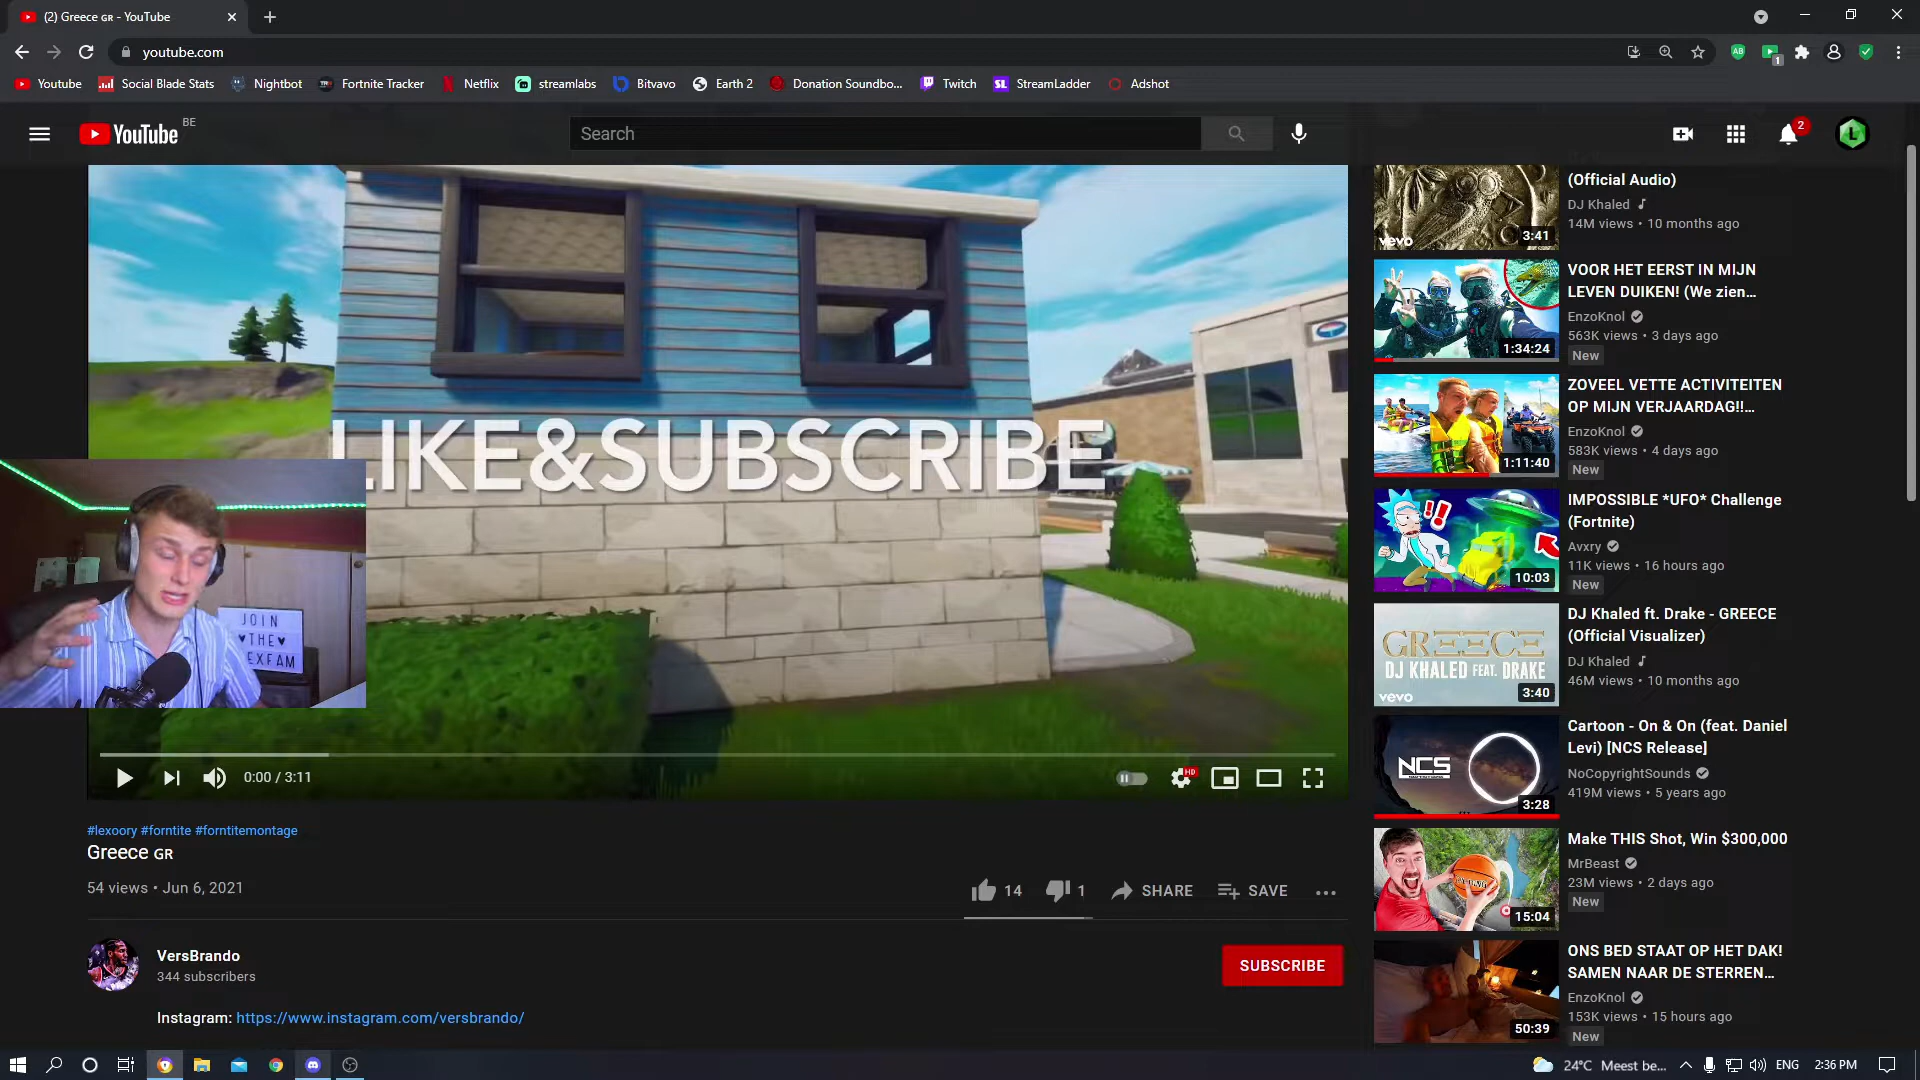 (2) Greece GR - YouTube
youtube.com
1
Youtube
Social Blade Stats
Nightbot
Fortnite Tracker
Netflix
streamlabs
Bitvavo
Earth 2
Donation Soundbo...
Twitch
StreamLadder
Adshot
YouTube BE
Search
2
L
LIKE&SUBSCRIBE
JOIN
♥THE♥
EXFAM
0:00 / 3:11
HD
#lexoory #forntite #forntitemontage
Greece GR
54 views • Jun 6, 2021
14
1
SHARE
SAVE
VersBrando
344 subscribers
SUBSCRIBE
Instagram: https://www.instagram.com/versbrando/
vevo
3:41
(Official Audio)
DJ Khaled
14M views • 10 months ago
1:34:24
VOOR HET EERST IN MIJN
LEVEN DUIKEN! (We zien...
EnzoKnol
563K views • 3 days ago
New
1:11:40
ZOVEEL VETTE ACTIVITEITEN
OP MIJN VERJAARDAG!!...
EnzoKnol
583K views • 4 days ago
New
!!
10:03
IMPOSSIBLE *UFO* Challenge
(Fortnite)
Avxry
11K views • 16 hours ago
New
GREECE
DJ KHALED FEAT. DRAKE
vevo
3:40
DJ Khaled ft. Drake - GREECE
(Official Visualizer)
DJ Khaled
46M views • 10 months ago
NCS
3:28
Cartoon - On & On (feat. Daniel
Levi) [NCS Release]
NoCopyrightSounds
419M views • 5 years ago
15:04
Make THIS Shot, Win $300,000
MrBeast
23M views • 2 days ago
New
50:39
ONS BED STAAT OP HET DAK!
SAMEN NAAR DE STERREN...
EnzoKnol
153K views • 15 hours ago
New
24°C Meest be...
ENG
2:36 PM